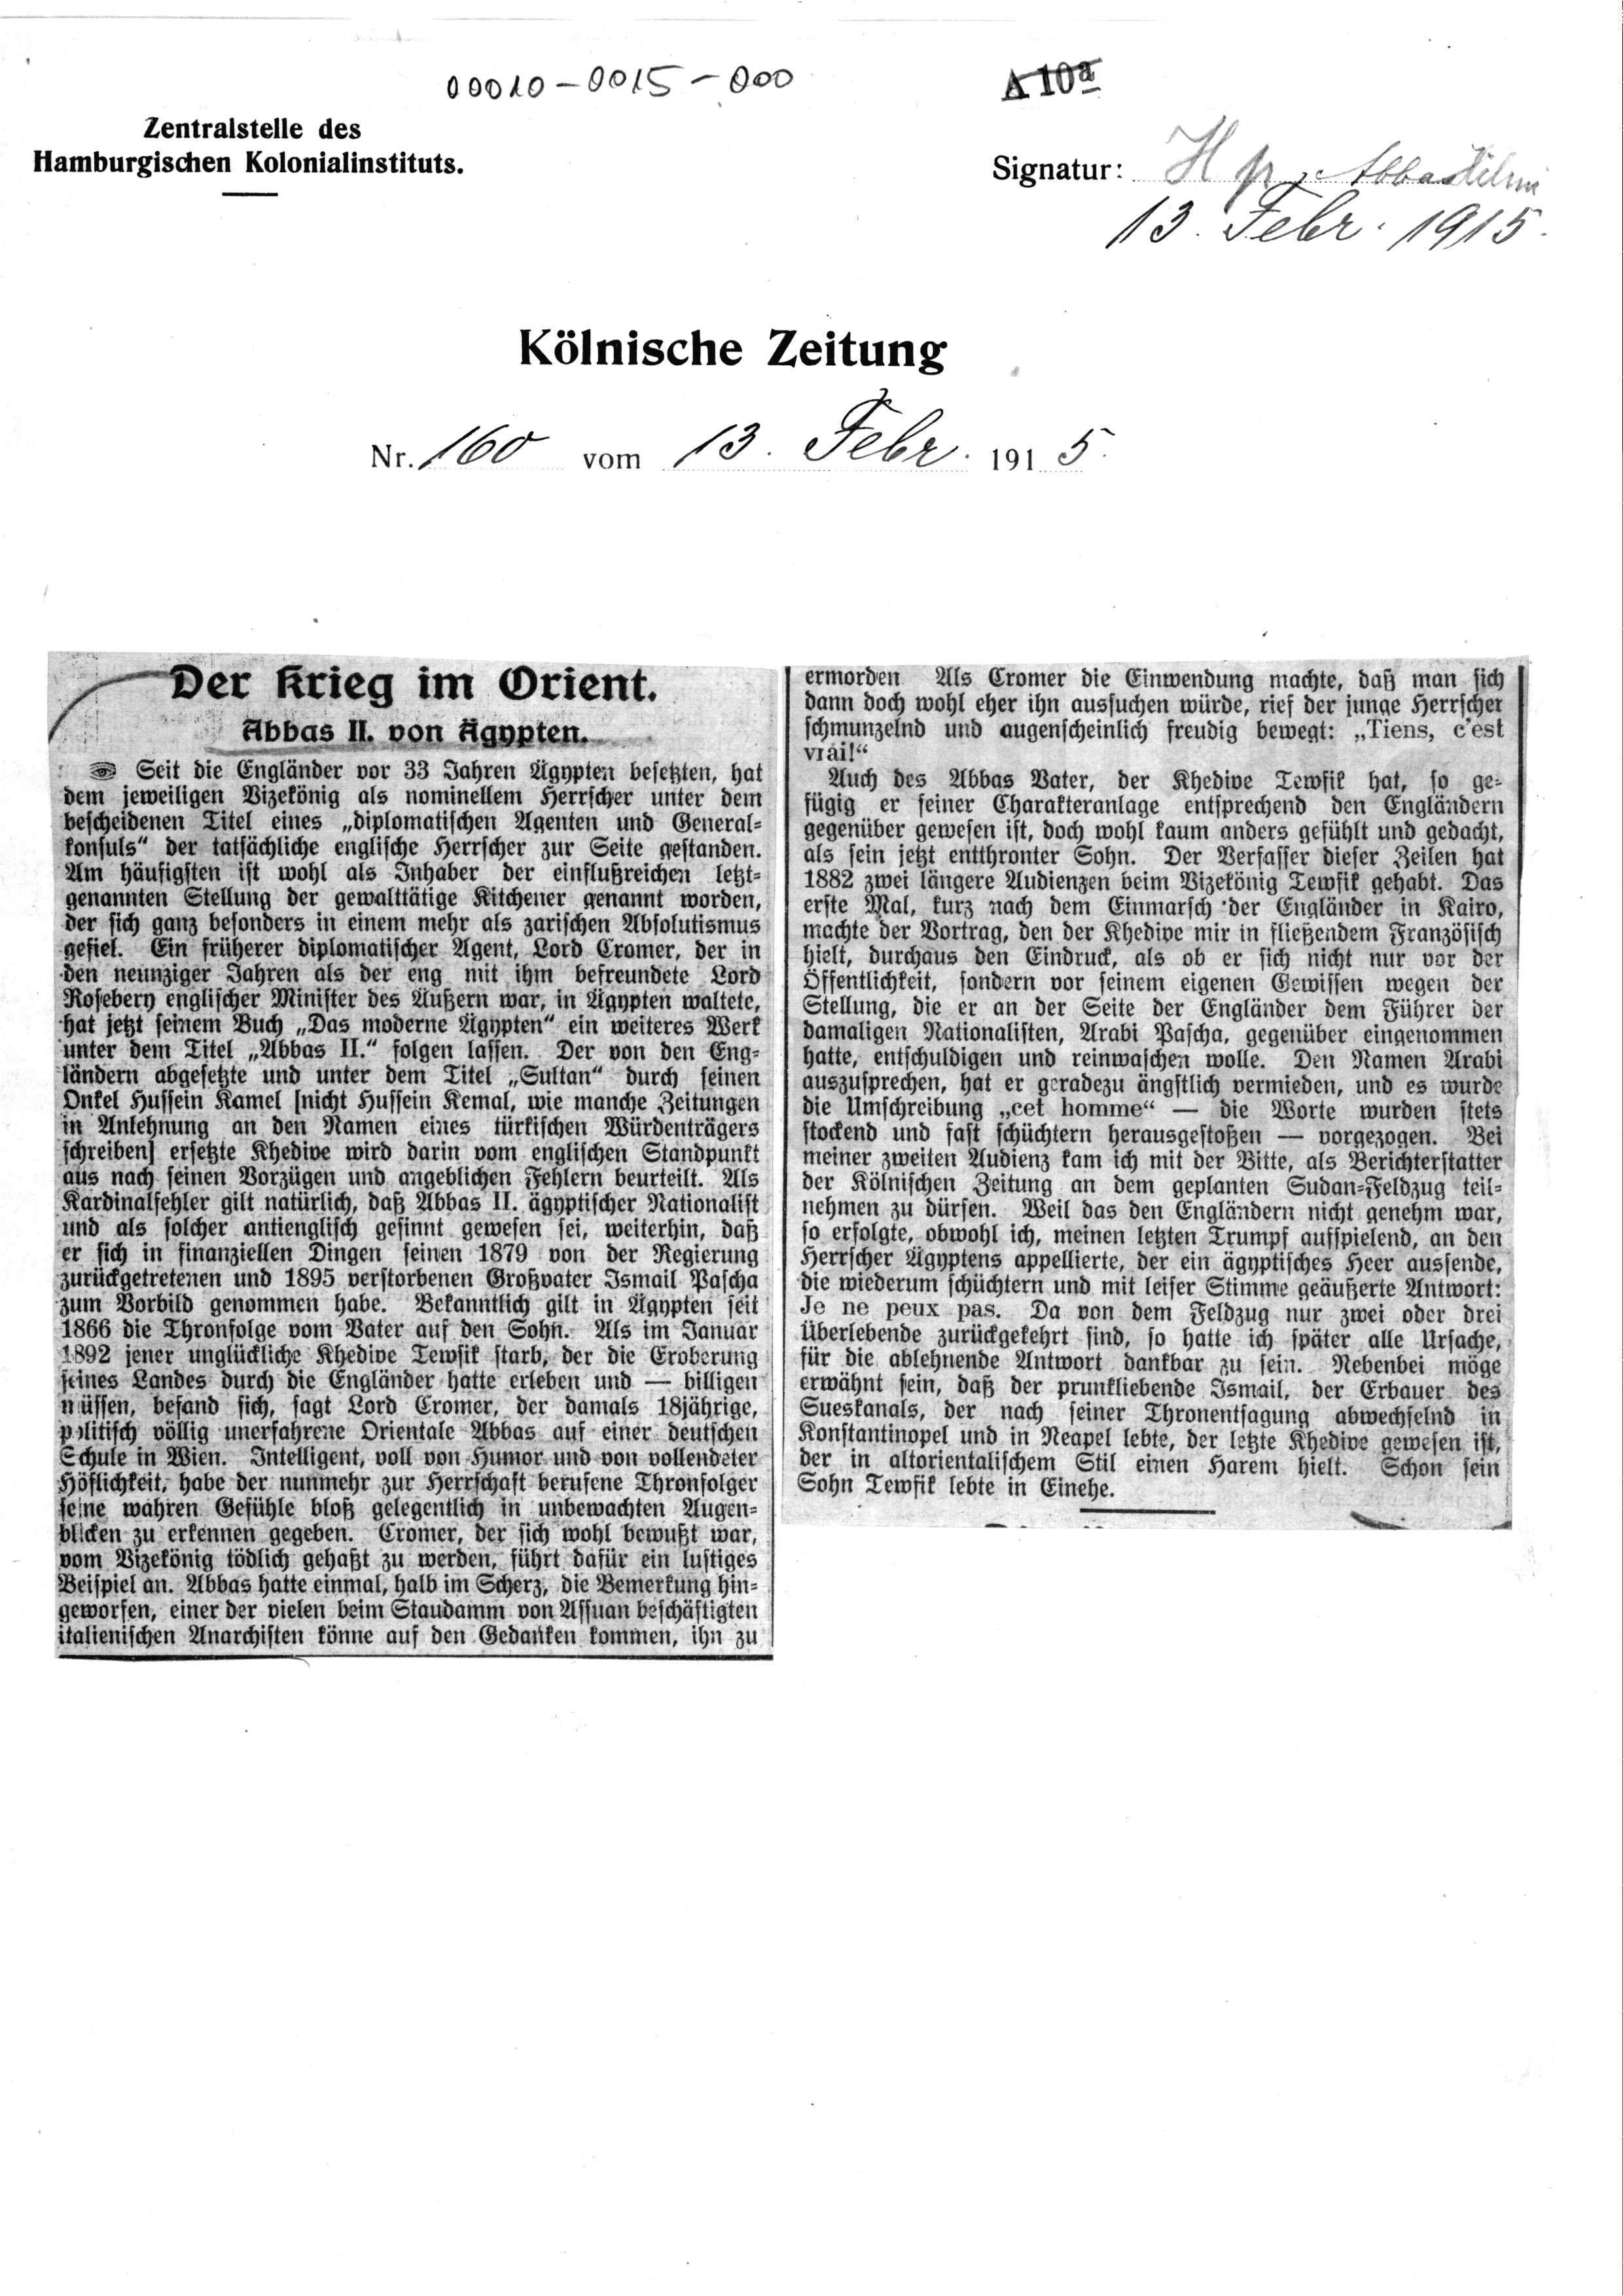 00010-0015-000
A 10a
Zentralstelle des
Hamburgischen Kolonialinstituts.
Signatur: H p, Abbas Hilmi
13. Febr. 1915.
Kölnische Zeitung
Nr. 160 vom 13. Febr. 1915.
Der Krieg im Orient.
Abbas II. von Ägypten.
Seit die Engländer vor 33 Jahren Ägypten besetzten, hat
dem jeweiligen Vizekönig als nominellem Herrscher unter dem
bescheidenen Titel eines „diplomatischen Agenten und General-
konsuls“ der tatsächliche englische Herrscher zur Seite gestanden.
Am häufigsten ist wohl als Inhaber der einflußreichen letzt-
genannten Stellung der gewalttätige Kitchener genannt worden,
der sich ganz besonders in einem mehr als zarischen Absolutismus
gefiel. Ein früherer diplomatischer Agent, Lord Cromer, der in
den neunziger Jahren als der eng mit ihm befreundete Lord
Rosebery englischer Minister des Äußern war, in Ägypten waltete,
hat jetzt seinem Buch „Das moderne Ägypten“ ein weiteres Werk
unter dem Titel „Abbas II.“ folgen lassen. Der von den Eng-
ländern abgesetzte und unter dem Titel „Sultan“ durch seinen
Onkel Hussein Kamel [nicht Hussein Kemal, wie manche Zeitungen
in Anlehnung an den Namen eines türkischen Würdenträgers
schreiben] ersetzte Khedive wird darin vom englischen Standpunkt
aus nach seinen Vorzügen und angeblichen Fehlern beurteilt. Als
Kardinalfehler gilt natürlich, daß Abbas II. ägyptischer Nationalist
und als solcher antienglisch gesinnt gewesen sei, weiterhin, daß
er sich in finanziellen Dingen seinen 1879 von der Regierung
zurückgetretenen und 1895 verstorbenen Großvater Ismail Pascha
zum Vorbild genommen habe. Bekanntlich gilt in Ägypten seit
1866 die Thronfolge vom Vater auf den Sohn. Als im Januar
1892 jener unglückliche Khedive Tewfik starb, der die Eroberung
seines Landes durch die Engländer hatte erleben und — billigen
müssen, befand sich, sagt Lord Cromer, der damals 18jährige,
politisch völlig unerfahrene Orientale Abbas auf einer deutschen
Schule in Wien. Intelligent, voll von Humor und von vollendeter
Höflichkeit, habe der nunmehr zur Herrschaft berufene Thronfolger
seine wahren Gefühle bloß gelegentlich in unbewachten Augen-
blicken zu erkennen gegeben. Cromer, der sich wohl bewußt war,
vom Vizekönig tödlich gehaßt zu werden, führt dafür ein lustiges
Beispiel an. Abbas hatte einmal, halb im Scherz, die Bemerkung hin-
geworfen, einer der vielen beim Staudamm von Assuan beschäftigten
italienischen Anarchisten könne auf den Gedanken kommen, ihn zu
ermorden Als Cromer die Einwendung machte, daß man sich
dann doch wohl eher ihn aussuchen würde, rief der junge Herrscher
schmunzelnd und augenscheinlich freudig bewegt: „Tiens, c'est
vrai!“
Auch des Abbas Vater, der Khedive Tewfik hat, so ge-
fügig er seiner Charakteranlage entsprechend den Engländern
gegenüber gewesen ist, doch wohl kaum anders gefühlt und gedacht,
als sein jetzt entthronter Sohn. Der Verfasser dieser Zeilen hat
1882 zwei längere Audienzen beim Vizekönig Tewfik gehabt. Das
erste Mal, kurz nach dem Einmarsch der Engländer in Kairo,
machte der Vortrag, den der Khedive mir in fließendem Französisch
hielt, durchaus den Eindruck, als ob er sich nicht nur vor der
Öffentlichkeit, sondern vor seinem eigenen Gewissen wegen der
Stellung, die er an der Seite der Engländer dem Führer der
damaligen Nationalisten, Arabi Pascha, gegenüber eingenommen
hatte, entschuldigen und reinwaschen wolle. Den Namen Arabi
auszusprechen, hat er geradezu ängstlich vermieden, und es wurde
die Umschreibung „cet homme“ — die Worte wurden stets
stockend und fast schüchtern herausgestoßen — vorgezogen. Bei
meiner zweiten Audienz kam ich mit der Bitte, als Berichterstatter
der Kölnischen Zeitung an dem geplanten Sudan-Feldzug teil-
nehmen zu dürfen. Weil das den Engländern nicht genehm war,
so erfolgte, obwohl ich, meinen letzten Trumpf aufspielend, an den
Herrscher Ägyptens appellierte, der ein ägyptisches Heer aussende,
die wiederum schüchtern und mit leiser Stimme geäußerte Antwort:
Je ne peux pas. Da von dem Feldzug nur zwei oder drei
Überlebende zurückgekehrt sind, so hatte ich später alle Ursache,
für die ablehnende Antwort dankbar zu sein. Nebenbei möge
erwähnt sein, daß der prunkliebende Ismail, der Erbauer des
Sueskanals, der nach seiner Thronentsagung abwechselnd in
Konstantinopel und in Neapel lebte, der letzte Khedive gewesen ist,
der in altorientalischem Stil einen Harem hielt. Schon sein
Sohn Tewfik lebte in Einehe.